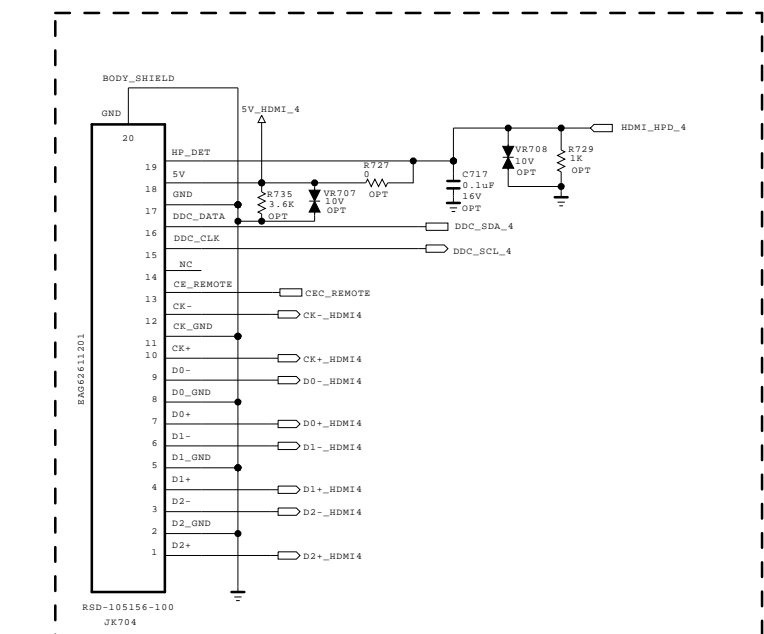 BODY_SHIELD
GND
20
5V_HDMI_4
HDMI_HPD_4
HP_DET
19
VR708
10V
OPT
R729
1K
OPT
5V
18
R727
0
OPT
C717
0.1uF
16V
OPT
GND
17
R735
3.6K
OPT
VR707
10V
OPT
DDC_DATA
16
DDC_SDA_4
DDC_CLK
15
DDC_SCL_4
NC
14
CE_REMOTE
13
CEC_REMOTE
CK-
12
CK-_HDMI4
CK_GND
11
CK+
10
CK+_HDMI4
D0-
9
D0-_HDMI4
D0_GND
8
D0+
7
D0+_HDMI4
D1-
6
D1-_HDMI4
D1_GND
5
D1+
4
D1+_HDMI4
D2-
3
D2-_HDMI4
D2_GND
2
D2+
1
D2+_HDMI4
EAG62611201
RSD-105156-100
JK704